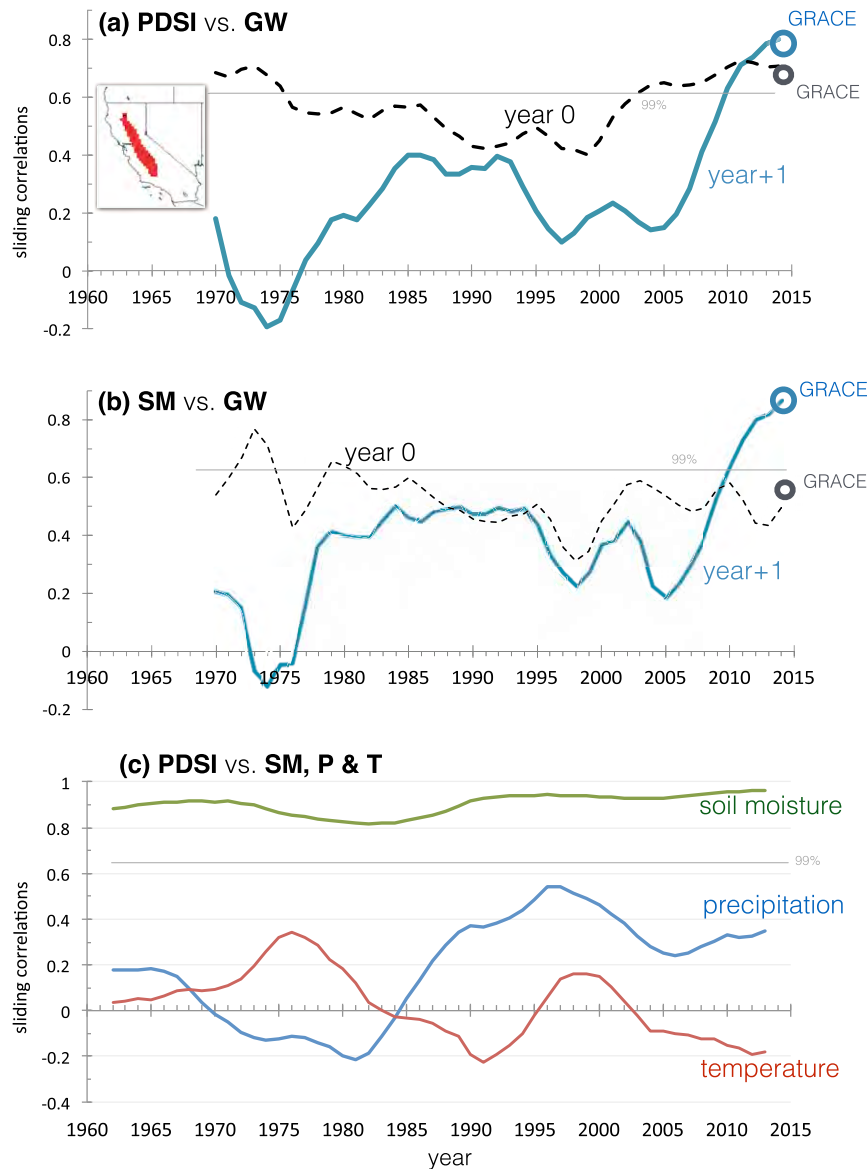 (a) PDSI vs. GW
GRACE
0.8
0.6
GRACE
99%
year 0
0.4
year+1
0.2
0
-0.2
sliding correlations
1960 1965 1970 1975 1980 1985 1990 1995 2000 2005 2010 2015
(b) SM vs. GW
GRACE
0.8
year 0
99%
0.6
GRACE
0.4
year+1
0.2
0
1960 1965 1970 1975 1980 1985 1990 1995 2000 2005 2010 2015
-0.2
(c) PDSI vs. SM, P & T
1
soil moisture
0.8
99%
0.6
precipitation
0.4
0.2
0
-0.2
temperature
-0.4
sliding correlations
1960 1965 1970 1975 1980 1985 1990 1995 2000 2005 2010 2015
year